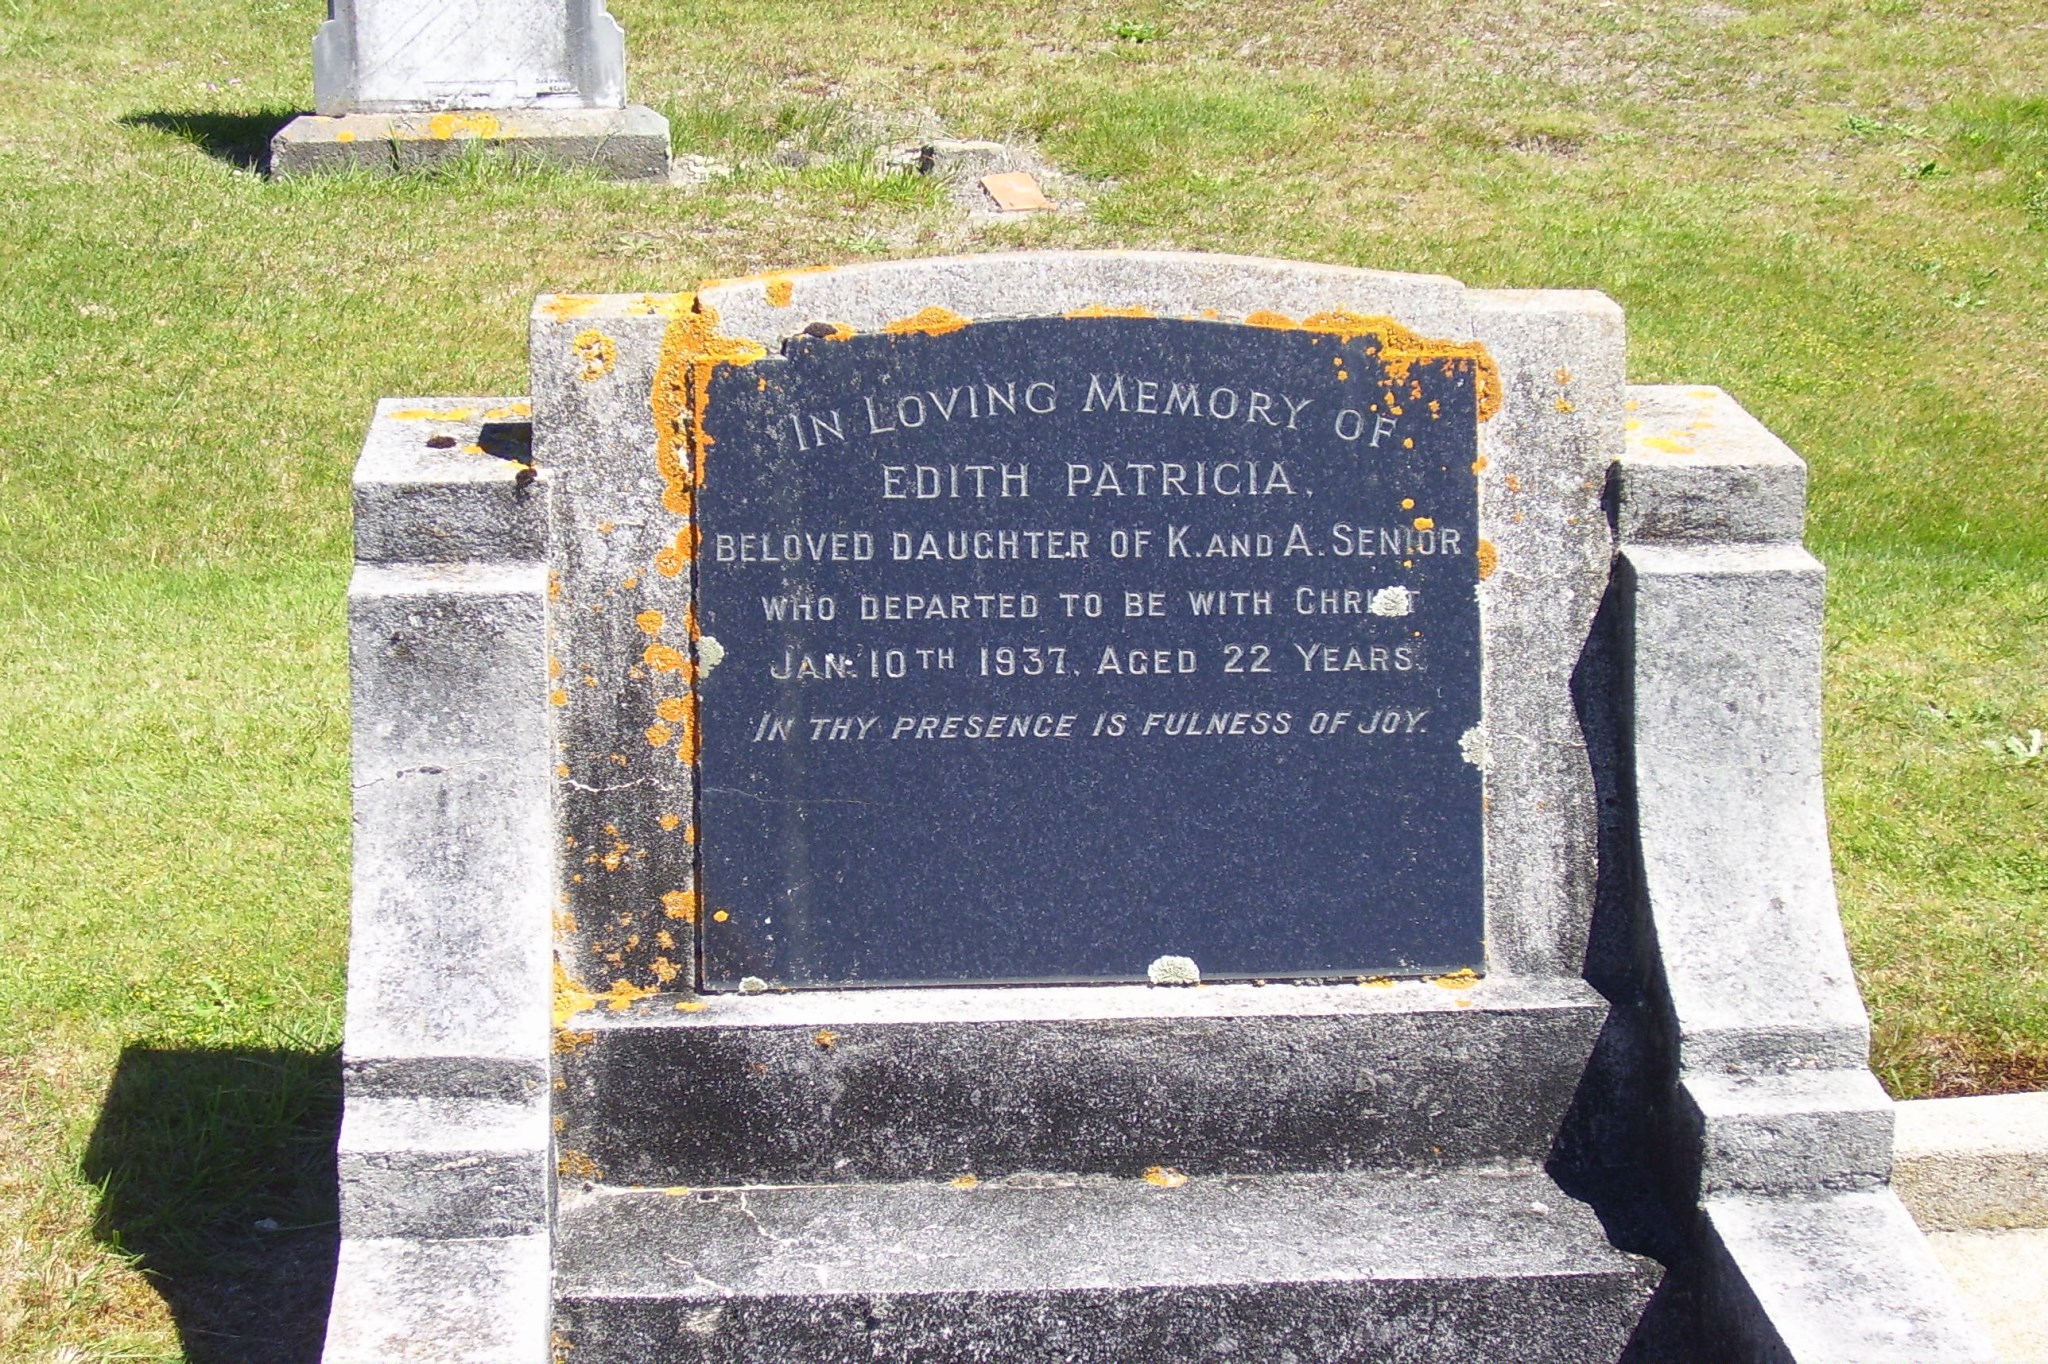 IN LOVING MEMORY OF
EDITH PATRICIA.
BELOVED DAUGHTER OF K. AND A. SENIOR
WHO DEPARTED TO BE WITH CHRIST
JAN. 10TH 1937. AGED 22 YEARS.
IN THY PRESENCE IS FULNESS OF JOY.